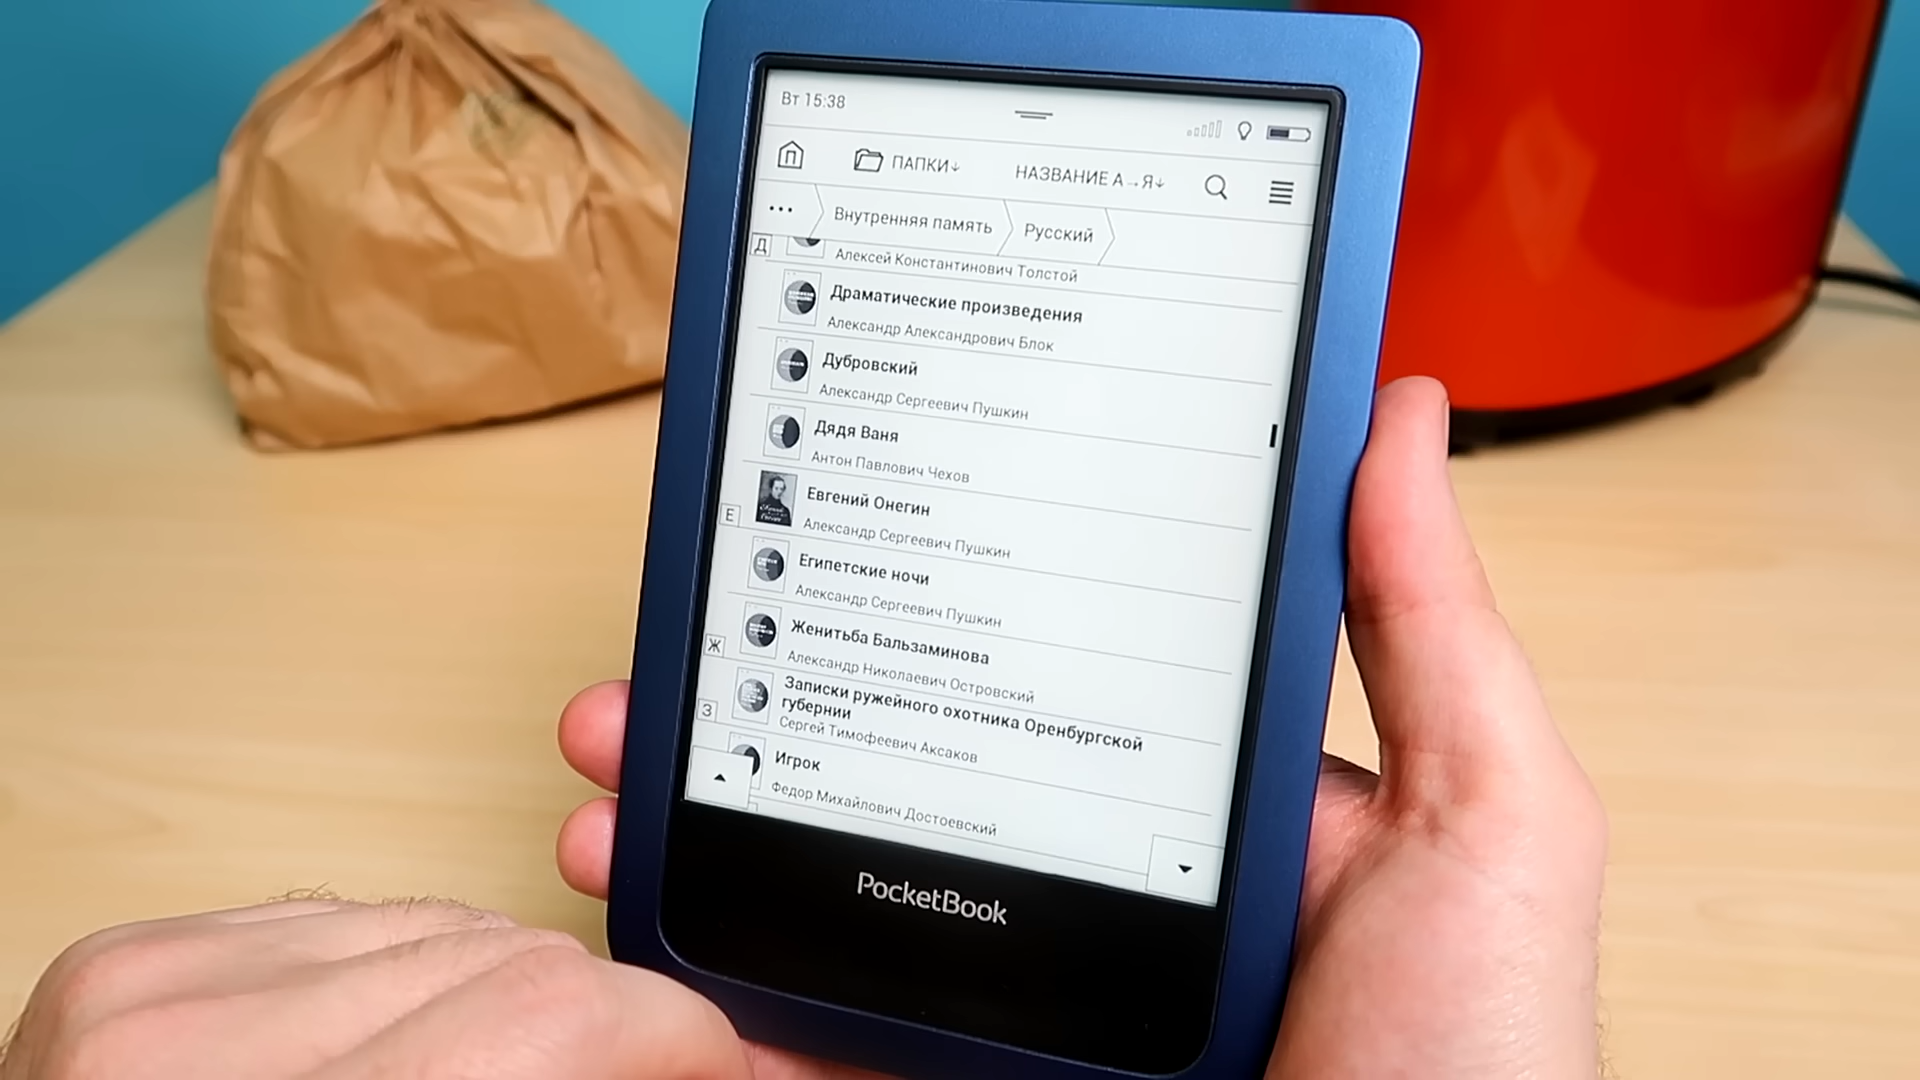 Вт 15:38
ПАПКИ↓ НАЗВАНИЕ А→Я↓
... Внутренняя память Русский
Д
Алексей Константинович Толстой
Драматические произведения
Александр Александрович Блок
Дубровский
Александр Сергеевич Пушкин
Дядя Ваня
Антон Павлович Чехов
Е
Евгений Онегин
Александр Сергеевич Пушкин
Египетские ночи
Александр Сергеевич Пушкин
Ж
Женитьба Бальзаминова
Александр Николаевич Островский
З
Записки ружейного охотника Оренбургской
губернии
Сергей Тимофеевич Аксаков
Игрок
Федор Михайлович Достоевский
PocketBook